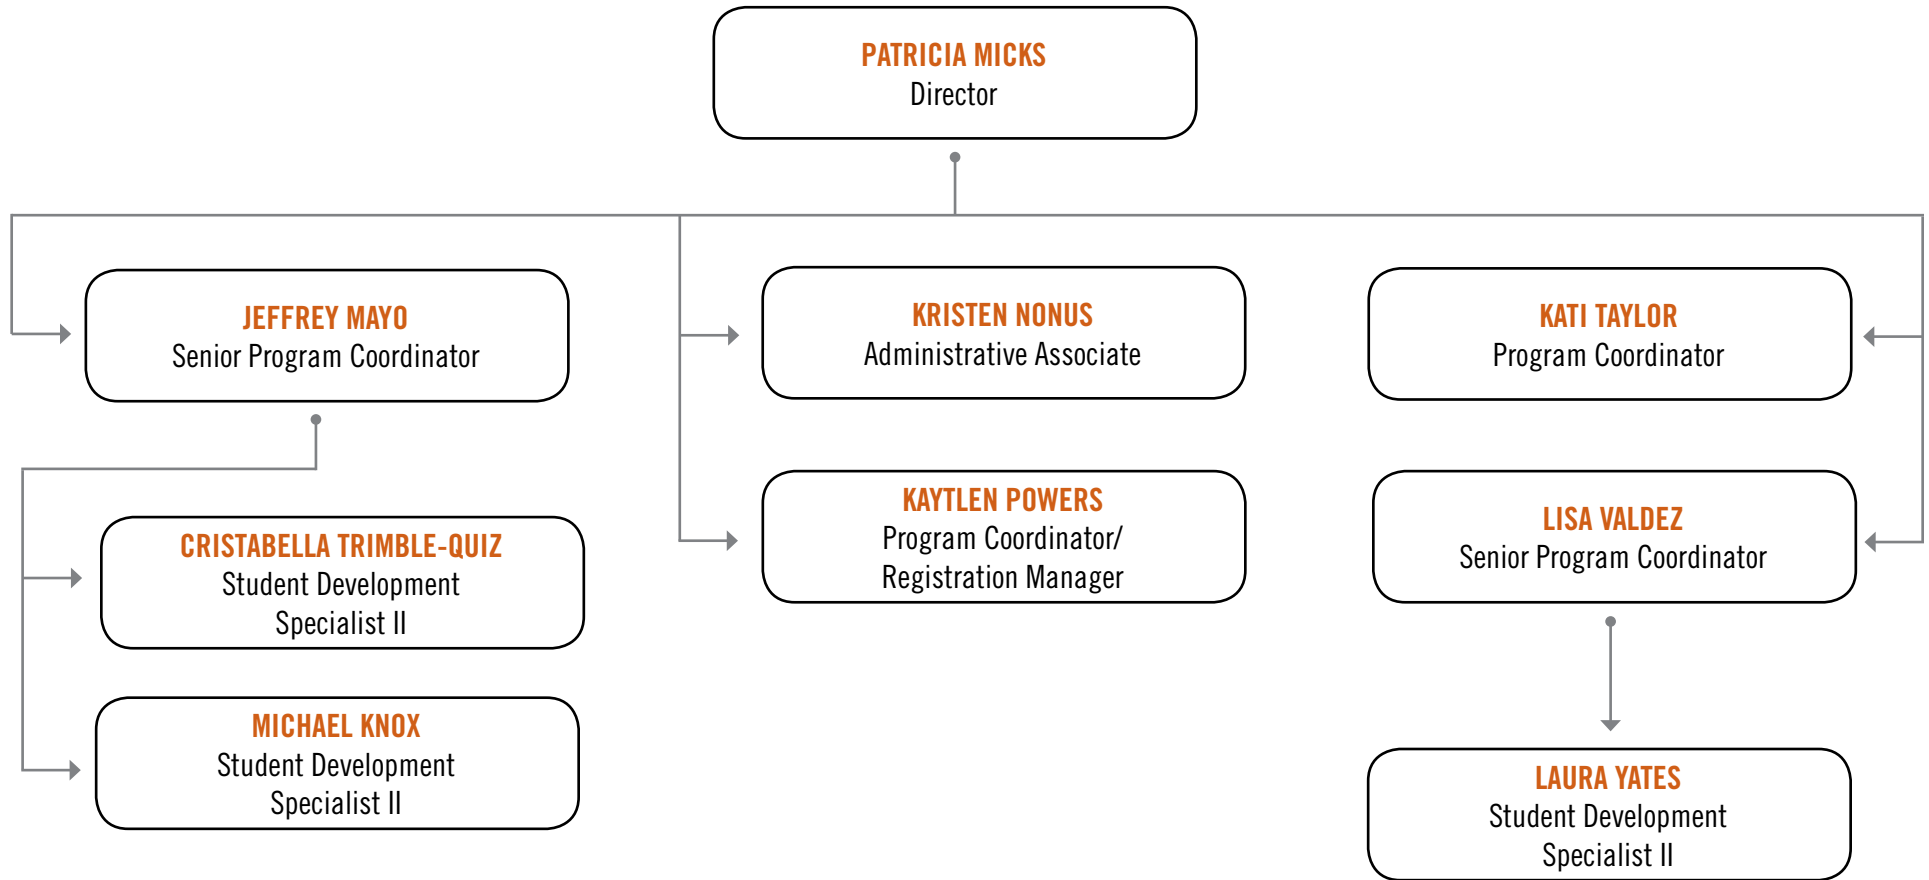 PATRICIA MICKS
Director
JEFFREY MAYO
Senior Program Coordinator
KRISTEN NONUS
Administrative Associate
KATI TAYLOR
Program Coordinator
CRISTABELLA TRIMBLE-QUIZ
Student Development
Specialist II
KAYTLEN POWERS
Program Coordinator/
Registration Manager
LISA VALDEZ
Senior Program Coordinator
MICHAEL KNOX
Student Development
Specialist II
LAURA YATES
Student Development
Specialist II